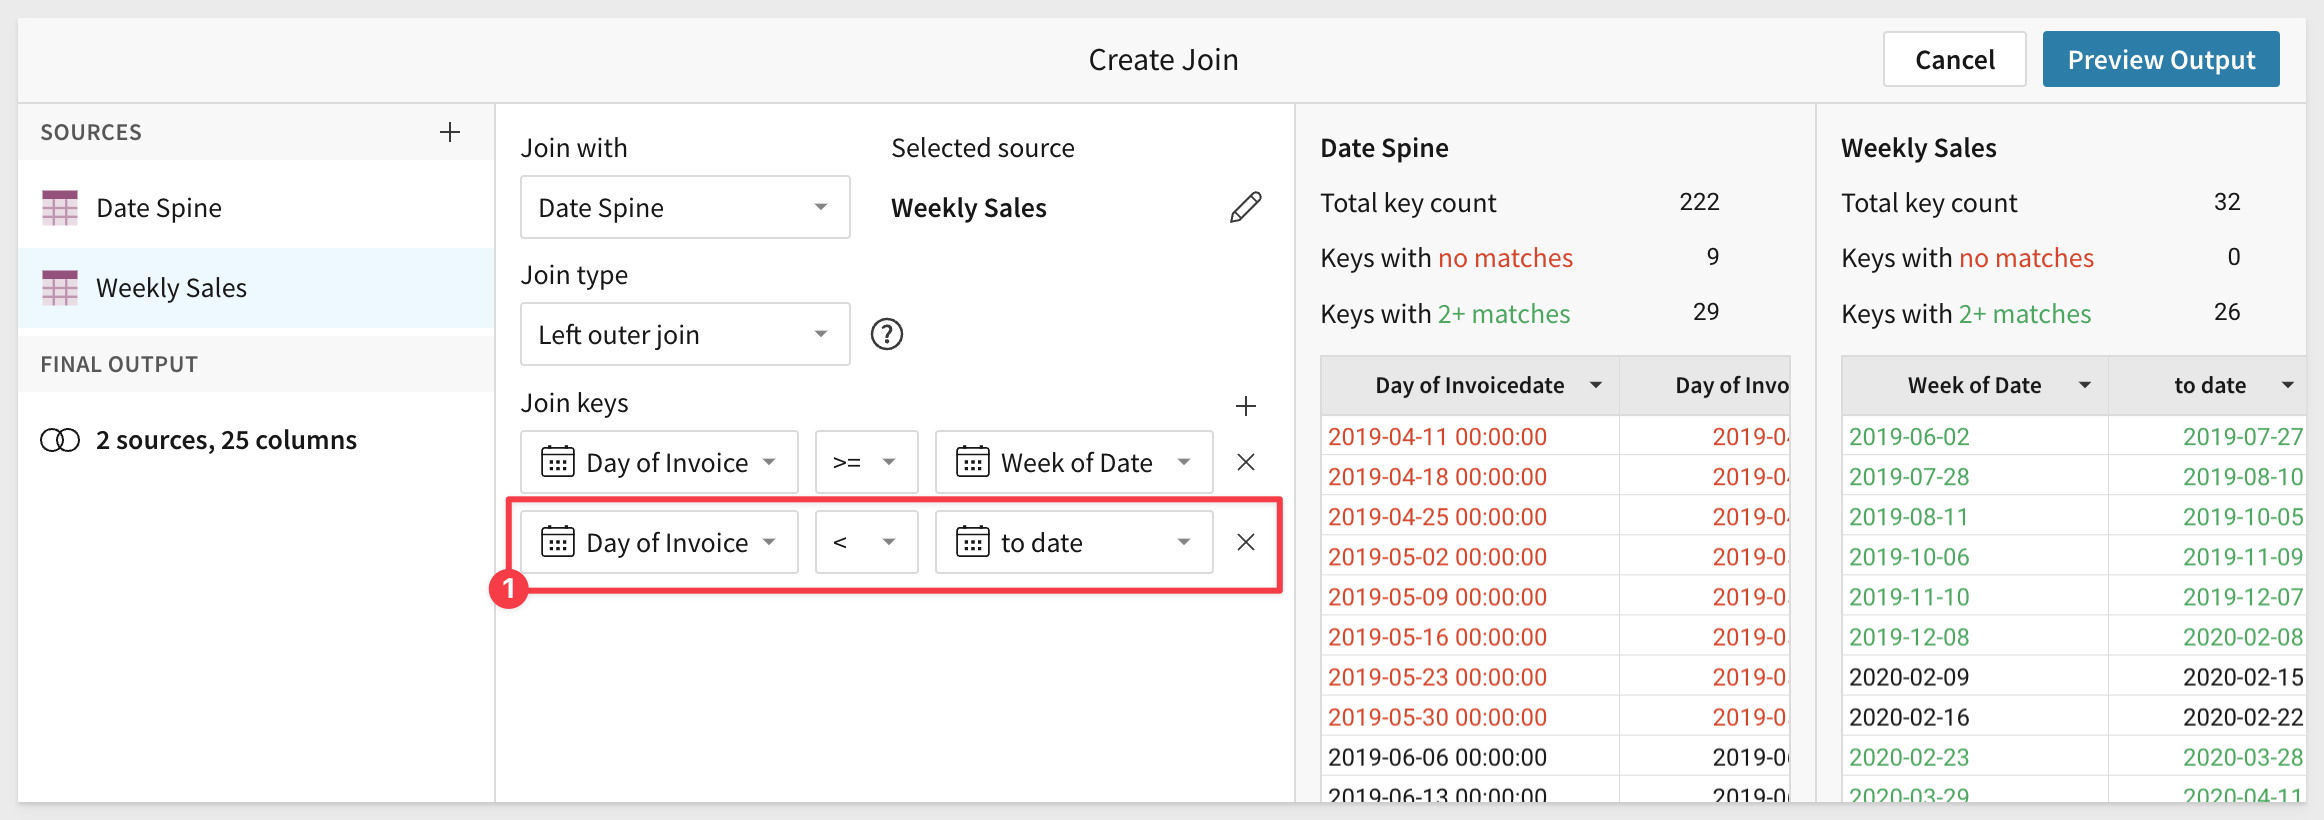 Create Join
Cancel
Preview Output
SOURCES
Date Spine
Weekly Sales
FINAL OUTPUT
2 sources, 25 columns
Join with
Selected source
Date Spine
Weekly Sales
Join type
Left outer join
?
Join keys
Day of Invoice >= Week of Date
Day of Invoice < to date
1
Date Spine
Total key count 222
Keys with no matches 9
Keys with 2+ matches 29
Day of Invoicedate Day of Invo
2019-04-11 00:00:00 2019-04
2019-04-18 00:00:00 2019-04
2019-04-25 00:00:00 2019-04
2019-05-02 00:00:00 2019-0
2019-05-09 00:00:00 2019-0
2019-05-16 00:00:00 2019-0
2019-05-23 00:00:00 2019-0
2019-05-30 00:00:00 2019-0
2019-06-06 00:00:00 2019-0
2019-06-13 00:00:00 2019-0
Weekly Sales
Total key count 32
Keys with no matches 0
Keys with 2+ matches 26
Week of Date to date
2019-06-02 2019-07-27
2019-07-28 2019-08-10
2019-08-11 2019-10-05
2019-10-06 2019-11-09
2019-11-10 2019-12-07
2019-12-08 2020-02-08
2020-02-09 2020-02-15
2020-02-16 2020-02-22
2020-02-23 2020-03-28
2020-03-29 2020-04-11